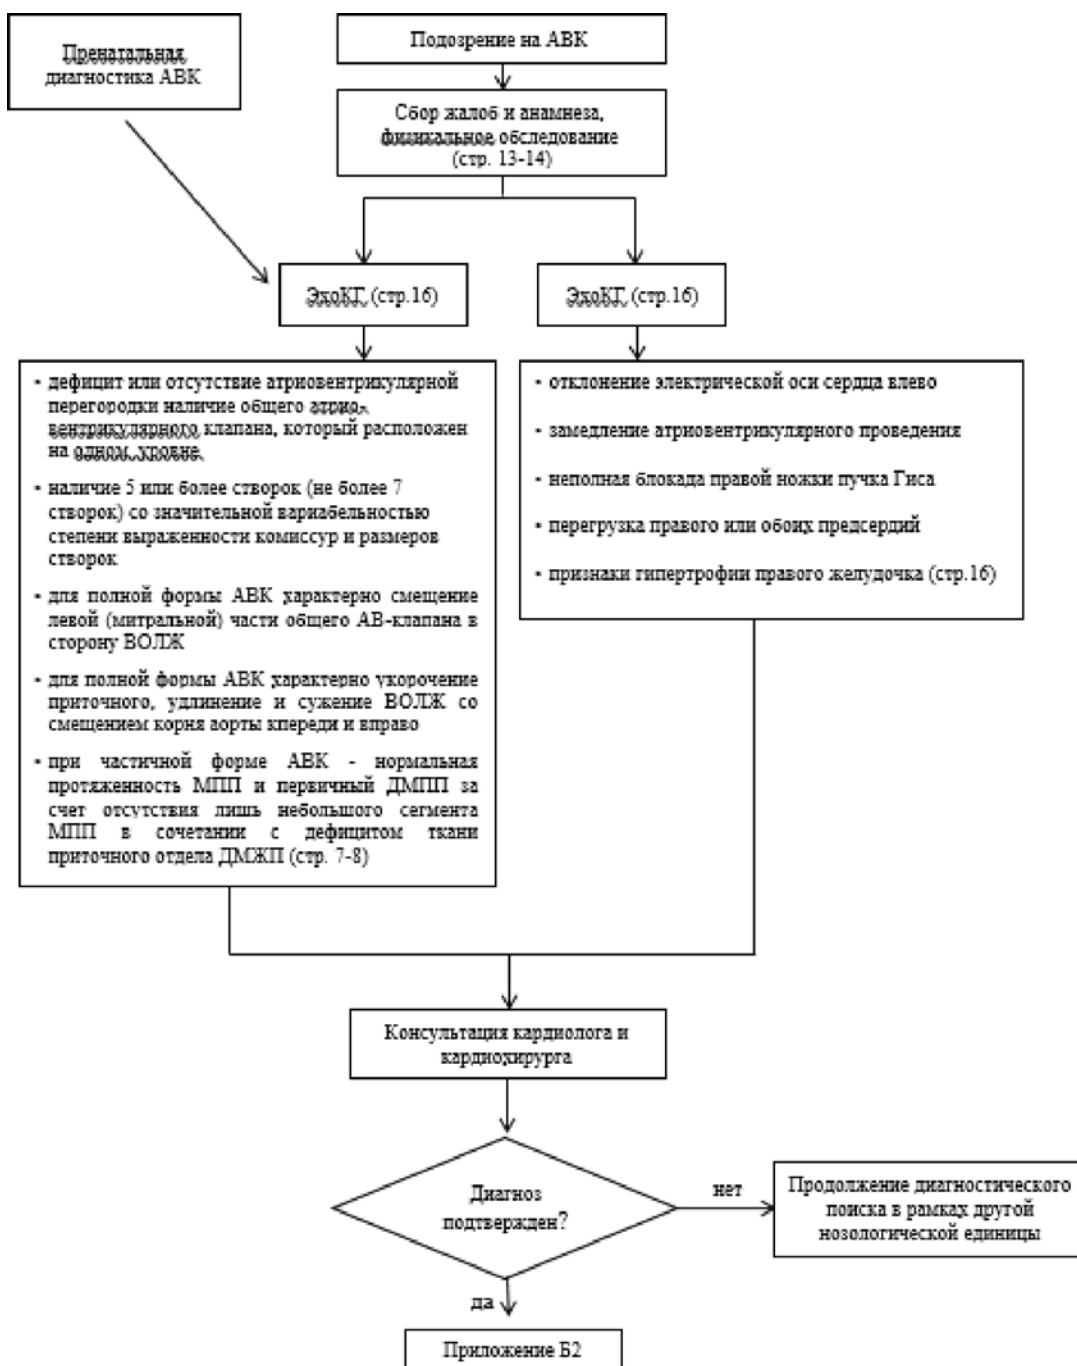 Пренатальная
диагностика АВК
Подозрение на АВК
Сбор жалоб и анамнеза,
физикальное обследование
(стр. 13-14)
ЭхоКГ (стр.16)
ЭхоКГ (стр.16)
▪ дефицит или отсутствие атриовентрикулярной
перегородки наличие общего атрио-
вентрикулярного клапана, который расположен
на одном уровне
▪ наличие 5 или более створок (не более 7
створок) со значительной вариабельностью
степени выраженности комиссур и размеров
створок
▪ для полной формы АВК характерно смещение
левой (митральной) части общего АВ-клапана в
сторону ВОЛЖ
▪ для полной формы АВК характерно укорочение
приточного, удлинение и сужение ВОЛЖ со
смещением корня аорты кпереди и вправо
▪ при частичной форме АВК - нормальная
протяженность МПП и первичный ДМПП за
счет отсутствия лишь небольшого сегмента
МПП в сочетании с дефицитом ткани
приточного отдела ДМЖП (стр. 7-8)
▪ отклонение электрической оси сердца влево
▪ замедление атриовентрикулярного проведения
▪ неполная блокада правой ножки пучка Гиса
▪ перегрузка правого или обоих предсердий
▪ признаки гипертрофии правого желудочка (стр.16)
Консультация кардиолога и
кардиохирурга
Диагноз
подтвержден?
нет
Продолжение диагностического
поиска в рамках другой
нозологической единицы
да
Приложение Б2